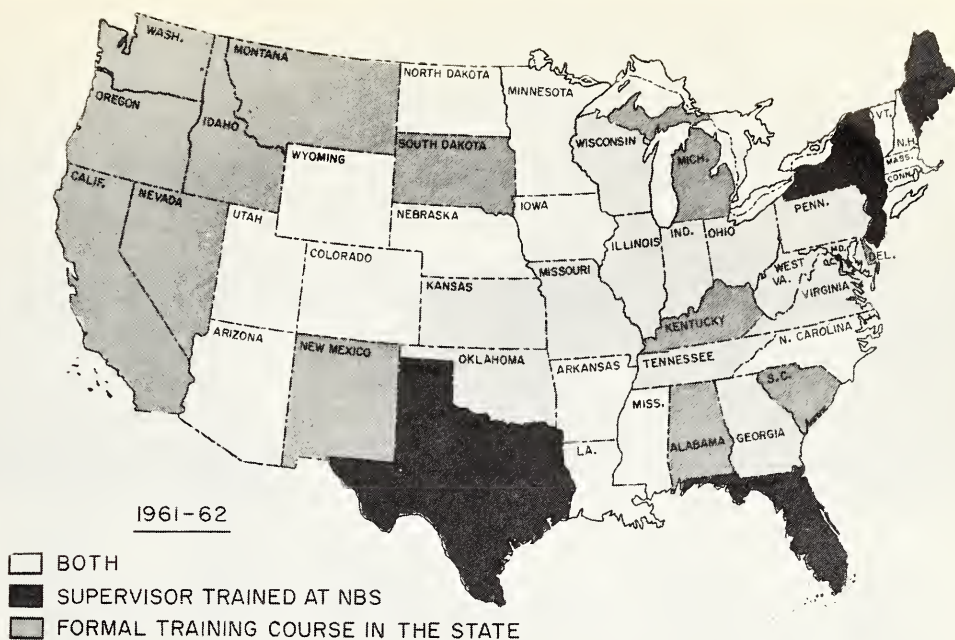 WASH.
MONTANA
NORTH DAKOTA
MINNESOTA
OREGON
IDAHO
SOUTH DAKOTA
WISCONSIN
MICH.
VT.
N.H.
MASS.
CONN.
WYOMING
CALIF.
NEVADA
UTAH
NEBRASKA
IOWA
PENN.
ILLINOIS
IND.
OHIO
COLORADO
KANSAS
MISSOURI
WEST
VA.
MD.
DEL.
VIRGINIA
KENTUCKY
ARIZONA
NEW MEXICO
OKLAHOMA
ARKANSAS
TENNESSEE
N. CAROLINA
S.C.
MISS.
ALABAMA
GEORGIA
LA.
1961-62
BOTH
SUPERVISOR TRAINED AT NBS
FORMAL TRAINING COURSE IN THE STATE